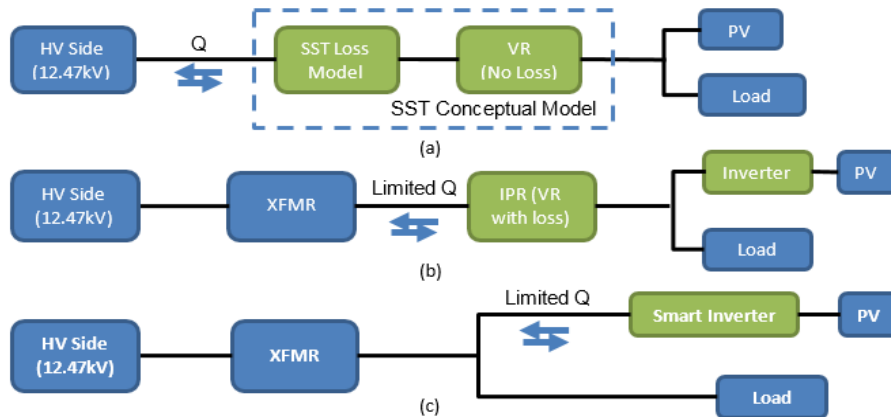 HV Side
(12.47kV)
Q
SST Loss
Model
VR
(No Loss)
SST Conceptual Model
PV
Load
(a)
HV Side
(12.47kV)
XFMR
Limited Q
IPR (VR
with loss)
Inverter
PV
Load
(b)
HV Side
(12.47kV)
XFMR
Limited Q
Smart Inverter
PV
Load
(c)